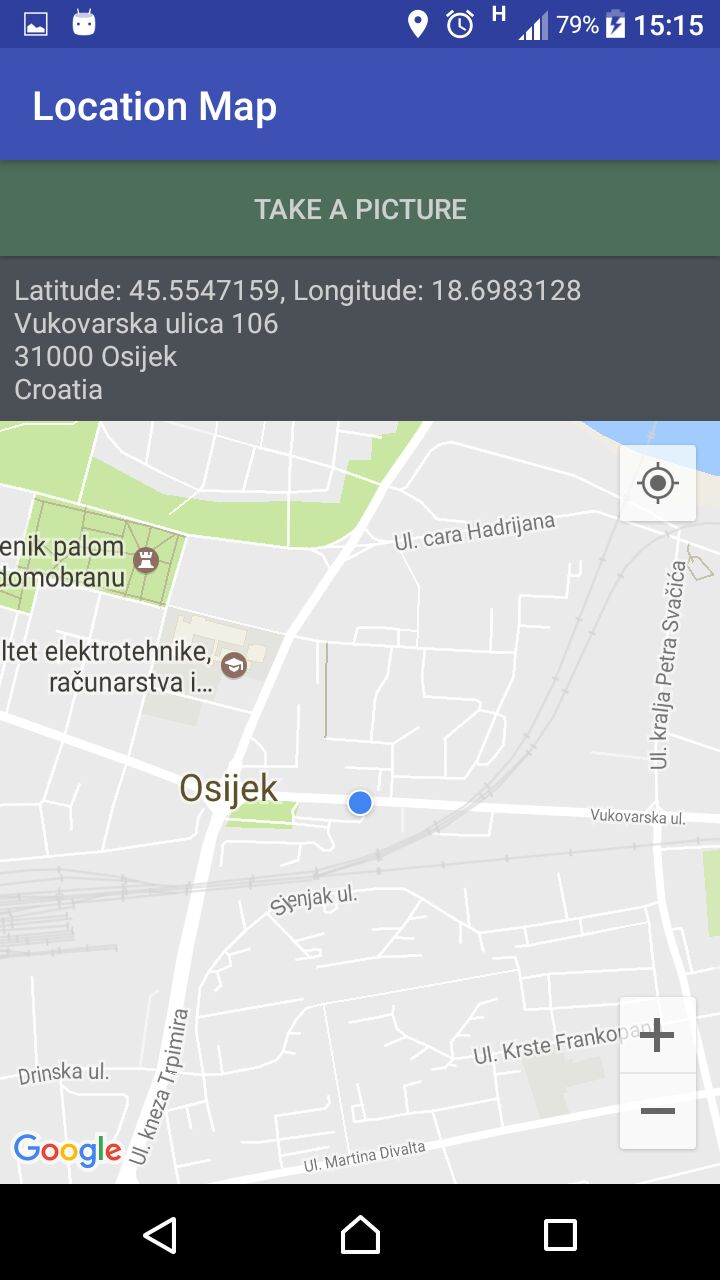 H 79% 15:15
Location Map
TAKE A PICTURE
Latitude: 45.5547159, Longitude: 18.6983128
Vukovarska ulica 106
31000 Osijek
Croatia
Ul. cara Hadrijana
enik palom
domobranu
Ul. kralja Petra Svačića
ltet elektrotehnike,
računarstva i...
Osijek
Vukovarska ul.
Sjenjak ul.
Ul. kneza Trpimira
Ul. Krste Frankopana
Drinska ul.
Google
Ul. Martina Divalta